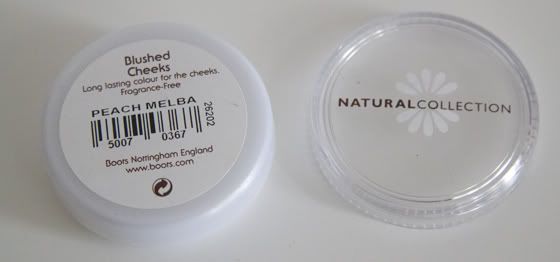 Blushed
Cheeks
Long lasting colour for the cheeks.
Fragrance-Free
PEACH MELBA
26202
5007 0367
Boots Nottingham England
www.boots.com
NATURALCOLLECTION